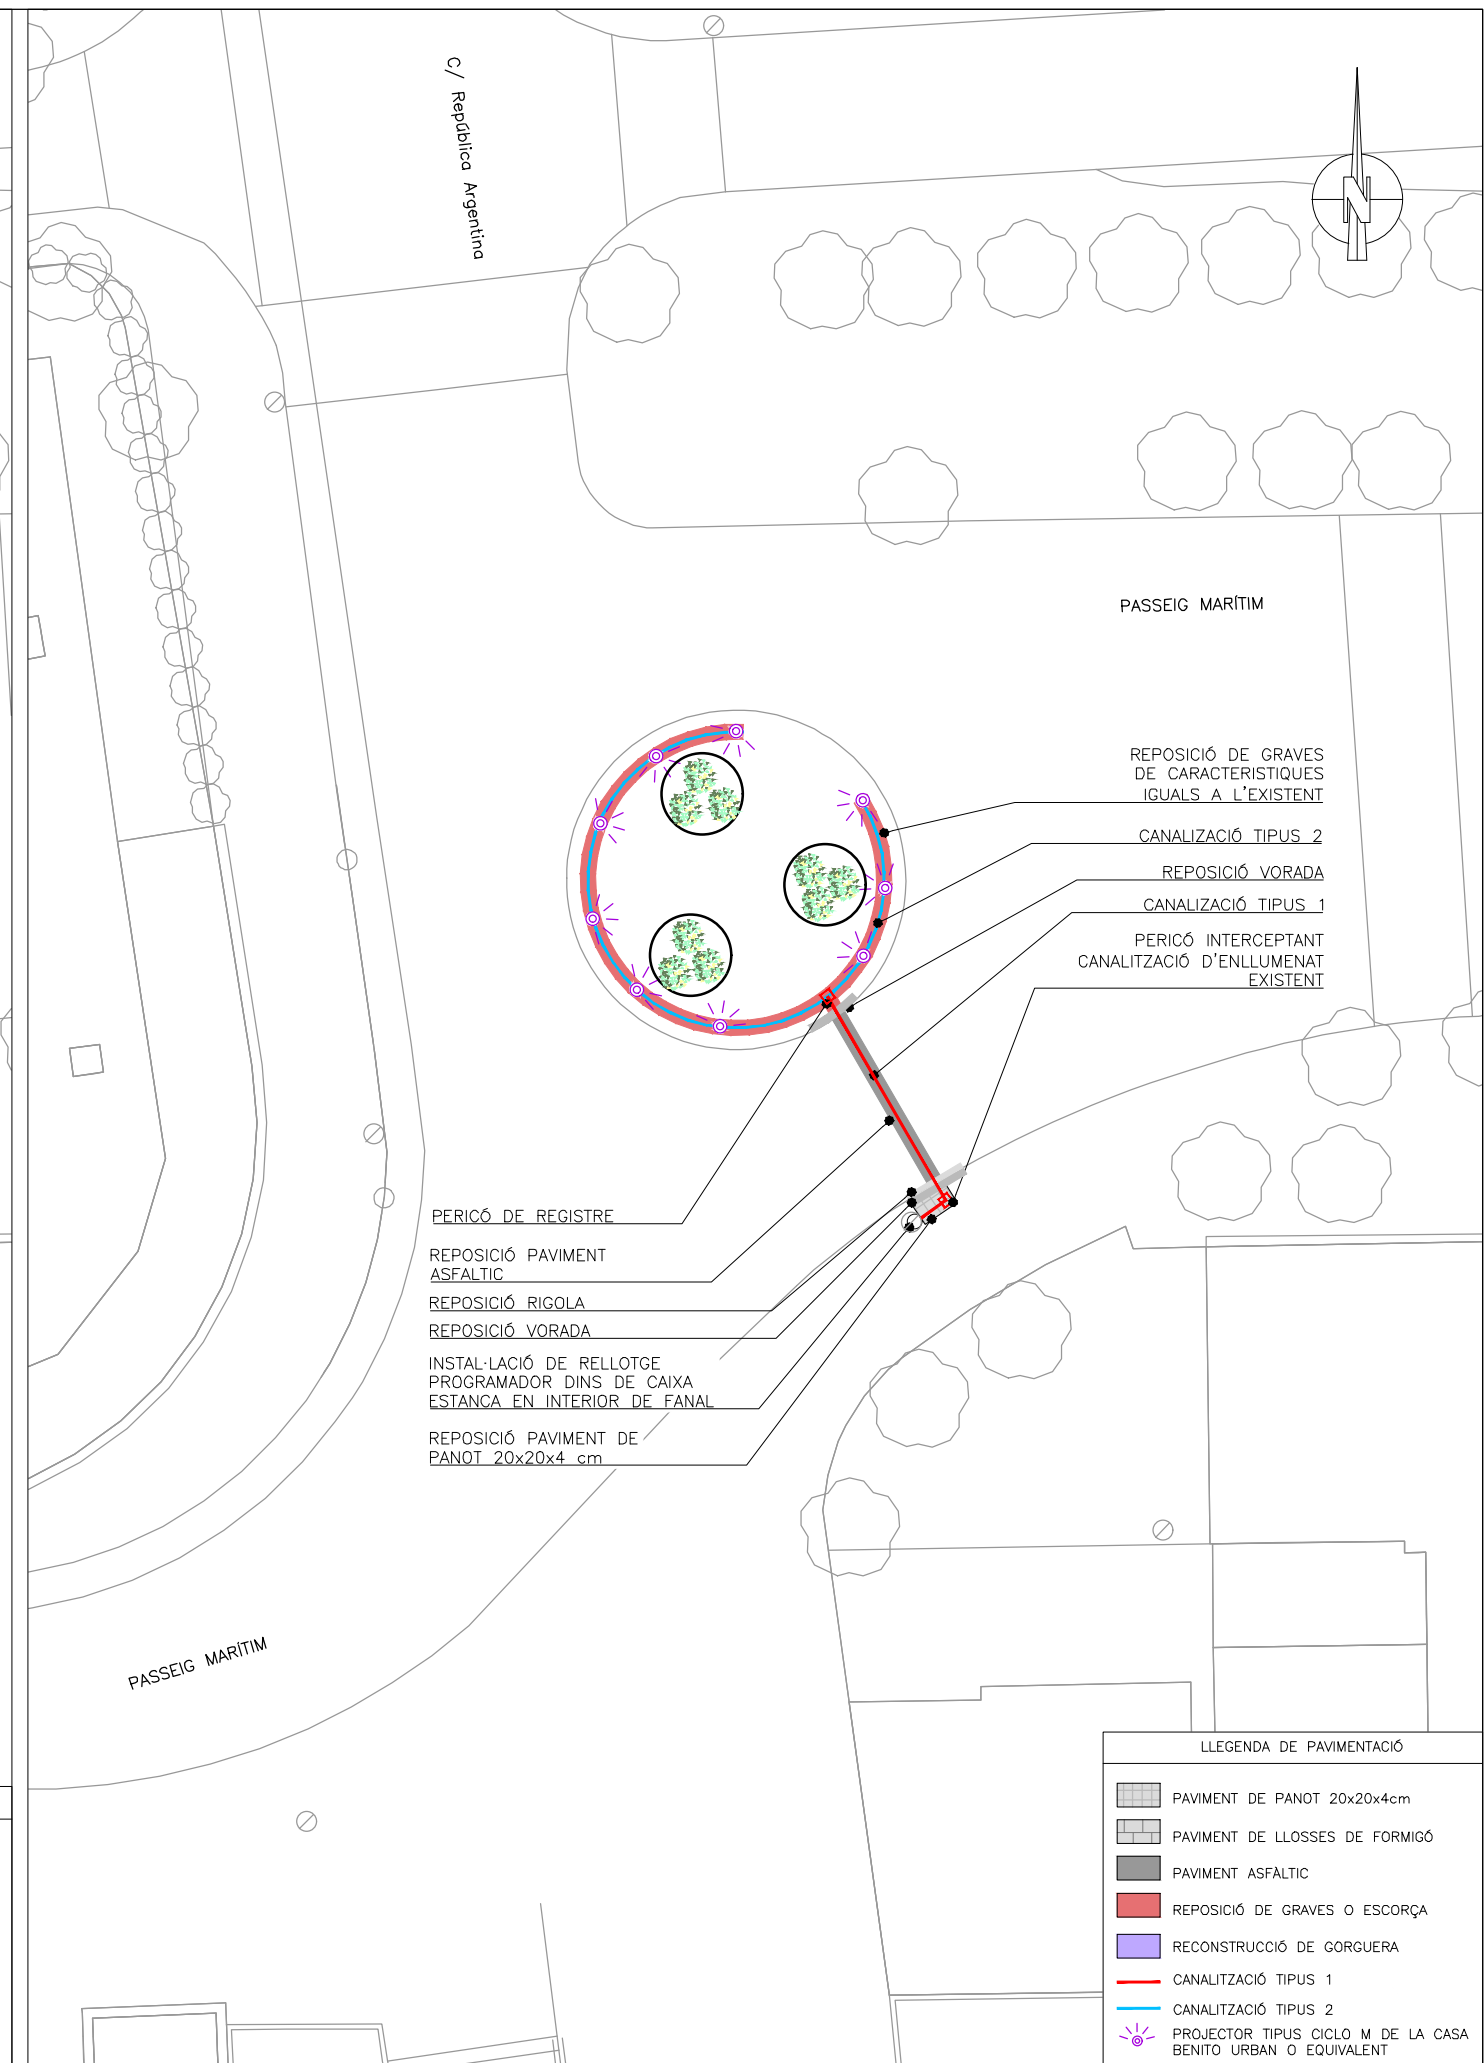 C/ República Argentina
N
PASSEIG MARÍTIM
REPOSICIÓ DE GRAVES
DE CARACTERISTIQUES
IGUALS A L'EXISTENT
CANALIZACIÓ TIPUS 2
REPOSICIÓ VORADA
CANALIZACIÓ TIPUS 1
PERICÓ INTERCEPTANT
CANALITZACIÓ D'ENLLUMENAT
EXISTENT
PERICÓ DE REGISTRE
REPOSICIÓ PAVIMENT
ASFALTIC
REPOSICIÓ RIGOLA
REPOSICIÓ VORADA
INSTAL·LACIÓ DE RELLOTGE
PROGRAMADOR DINS DE CAIXA
ESTANCA EN INTERIOR DE FANAL
REPOSICIÓ PAVIMENT DE
PANOT 20x20x4 cm
PASSEIG MARÍTIM
LLEGENDA DE PAVIMENTACIÓ
PAVIMENT DE PANOT 20x20x4cm
PAVIMENT DE LLOSSES DE FORMIGÓ
PAVIMENT ASFÀLTIC
REPOSICIÓ DE GRAVES O ESCORÇA
RECONSTRUCCIÓ DE GORGUERA
CANALITZACIÓ TIPUS 1
CANALITZACIÓ TIPUS 2
PROJECTOR TIPUS CICLO M DE LA CASA
BENITO URBAN O EQUIVALENT